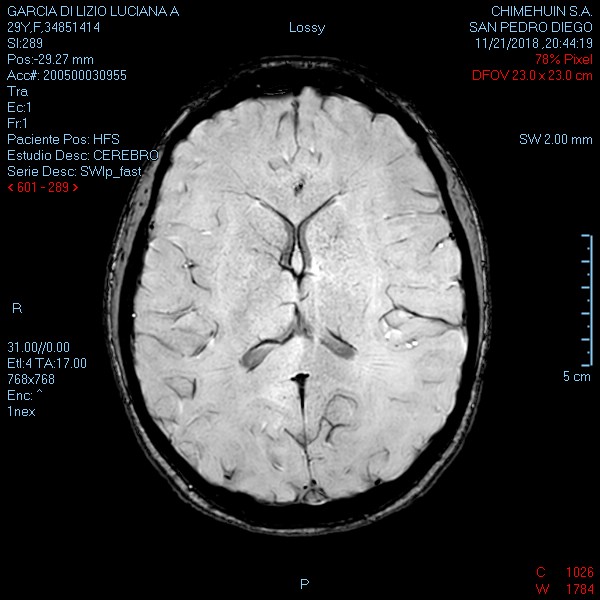 GARCIA DI LIZIO LUCIANA A
29Y,F,34851414
Sl:289
Pos:-29.27 mm
Acc#: 200500030955
Tra
Ec:1
Fr:1
Paciente Pos: HFS
Estudio Desc: CEREBRO
Serie Desc: SWIp_fast
< 601 - 289 >
Lossy
CHIMEHUIN S.A.
SAN PEDRO DIEGO
11/21/2018 ,20:44:19
78% Pixel
DFOV 23.0 x 23.0 cm
SW 2.00 mm
R
31.00//0.00
Etl:4 TA:17.00
768x768
Enc: ^
1nex
5 cm
P
C 1026
W 1784